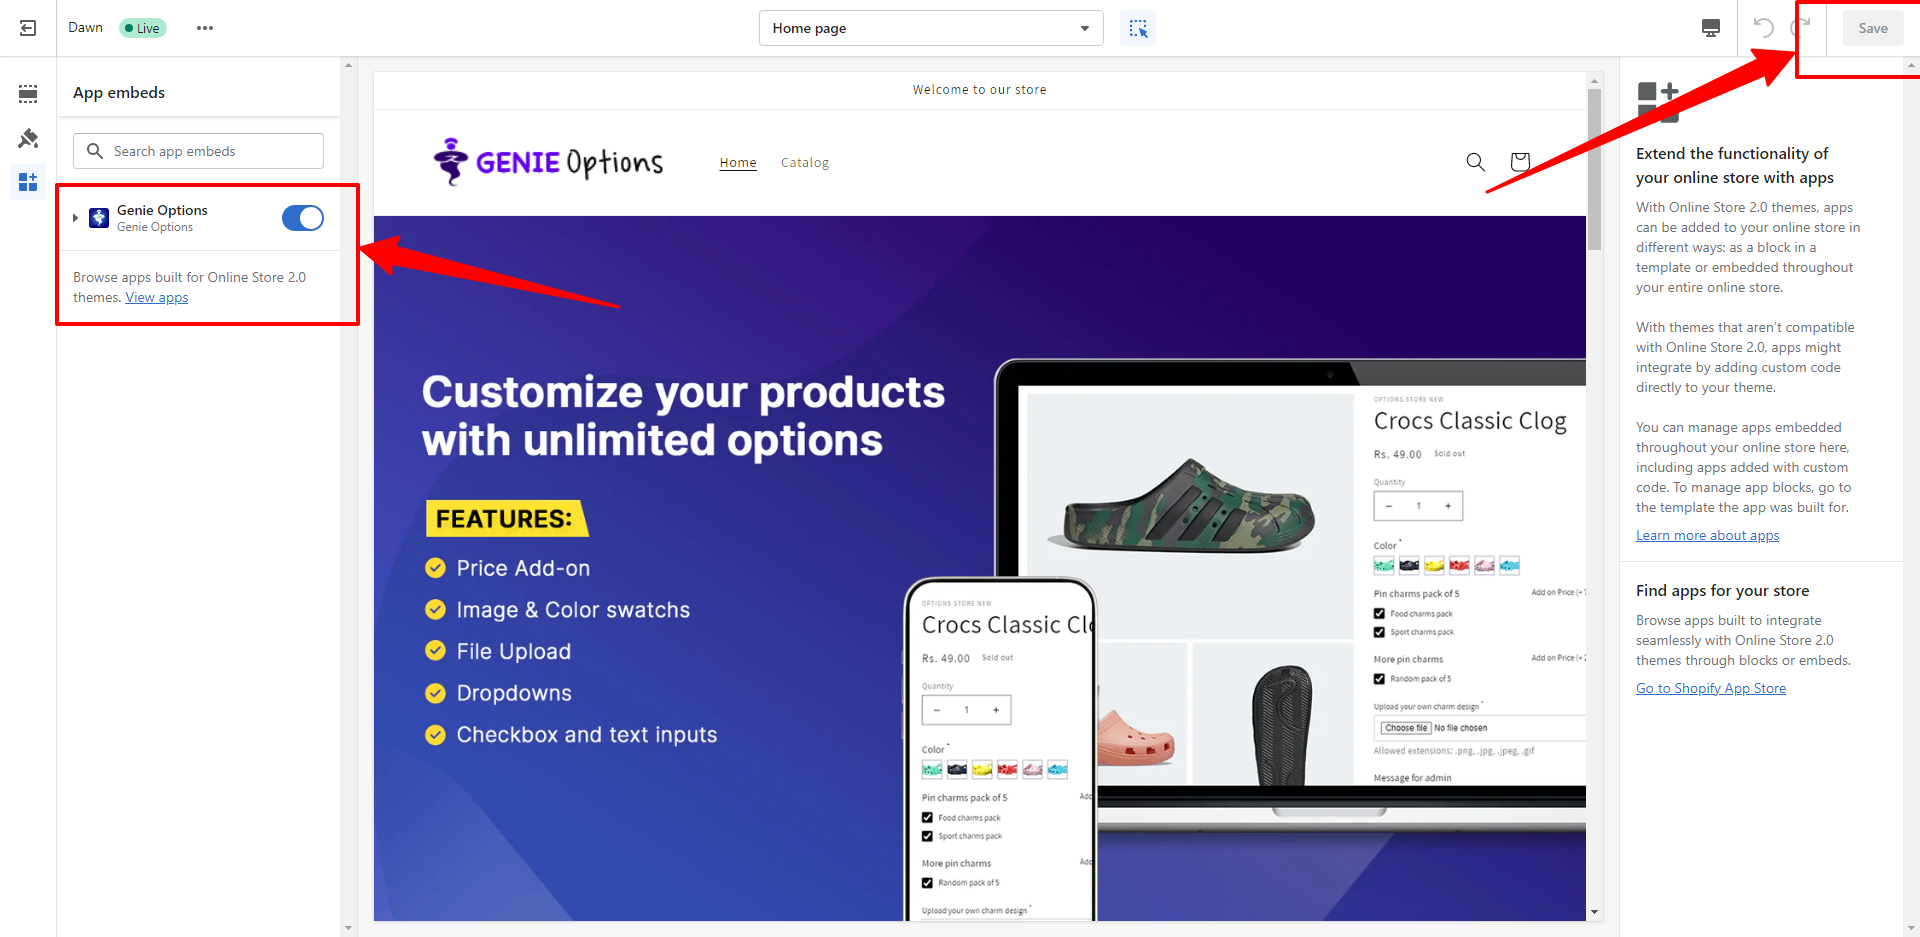 Dawn
Live
Home page
Save
App embeds
Search app embeds
Genie Options
Genie Options
Browse apps built for Online Store 2.0
themes. View apps
Welcome to our store
GENIE Options
Home
Catalog
Customize your products
with unlimited options
FEATURES:
Price Add-on
Image & Color swatchs
File Upload
Dropdowns
Checkbox and text inputs
OPTIONS STORE NEW
Crocs Classic Clog
Rs. 49.00 Sold out
Quantity
− 1 +
Color *
Pin charms pack of 5 Add on Price (+
Food charms pack
Sport charms pack
More pin charms Add on Price (+
Random pack of 5
Upload your own charm design *
Choose file No file chosen
Allowed extensions: .png, .jpg, .jpeg, .gif
Message for admin
OPTIONS STORE NEW
Crocs Classic Clo
Rs. 49.00 Sold out
Quantity
− 1 +
Color *
Pin charms pack of 5 Add
Food charms pack
Sport charms pack
More pin charms Add
Random pack of 5
Upload your own charm design *
Extend the functionality of
your online store with apps
With Online Store 2.0 themes, apps
can be added to your online store in
different ways: as a block in a
template or embedded throughout
your entire online store.
With themes that aren’t compatible
with Online Store 2.0, apps might
integrate by adding custom code
directly to your theme.
You can manage apps embedded
throughout your online store here,
including apps added with custom
code. To manage app blocks, go to
the template the app was built for.
Learn more about apps
Find apps for your store
Browse apps built to integrate
seamlessly with Online Store 2.0
themes through blocks or embeds.
Go to Shopify App Store